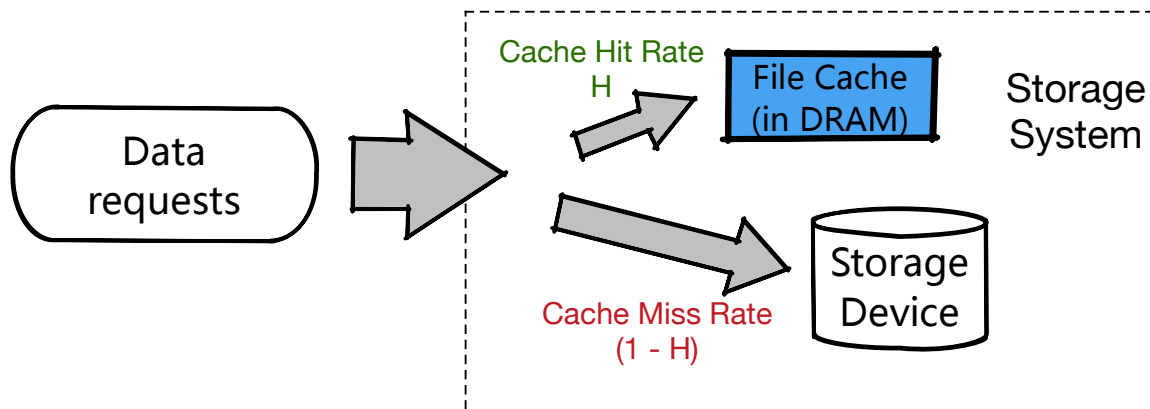 Data
requests
Cache Hit Rate
H
File Cache
(in DRAM)
Storage
System
Cache Miss Rate
(1 - H)
Storage
Device